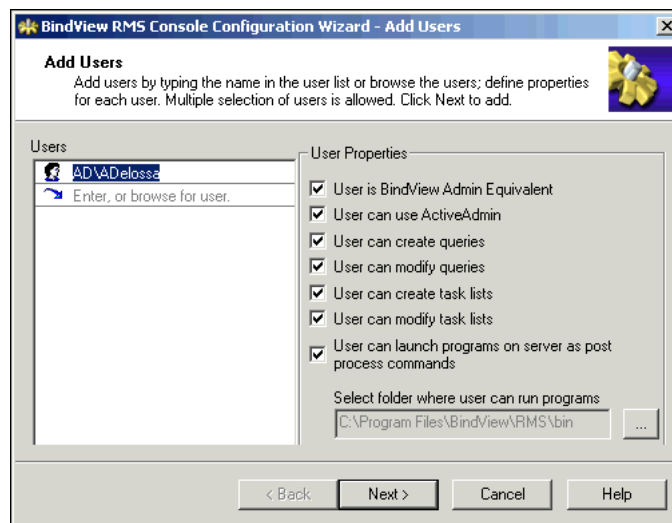 BindView RMS Console Configuration Wizard - Add Users
Add Users
Add users by typing the name in the user list or browse the users; define properties
for each user. Multiple selection of users is allowed. Click Next to add.
Users
AD\ADelossa
Enter, or browse for user.
User Properties
User is BindView Admin Equivalent
User can use ActiveAdmin
User can create queries
User can modify queries
User can create task lists
User can modify task lists
User can launch programs on server as post
process commands
Select folder where user can run programs
C:\Program Files\BindView\RMS\bin
...
< Back
Next >
Cancel
Help